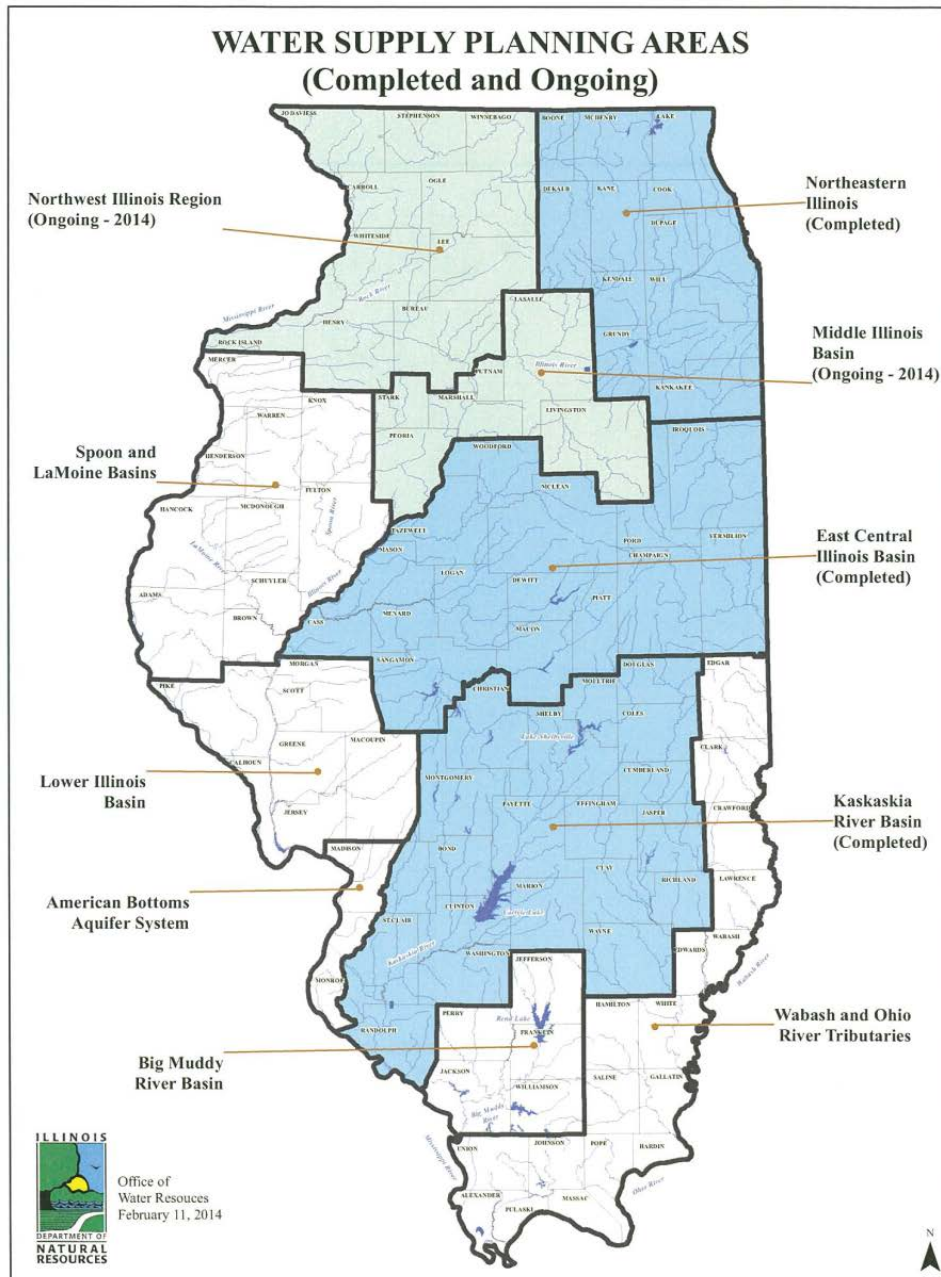 WATER SUPPLY PLANNING AREAS
(Completed and Ongoing)
JO DAVIESS
STEPHENSON
WINNEBAGO
BOONE
MCHENRY
LAKE
Northwest Illinois Region
(Ongoing - 2014)
CARROLL
OGLE
DEKALB
KANE
COOK
DUPAGE
Northeastern
Illinois
(Completed)
WHITESIDE
LEE
KENDALL
WILL
Mississippi River
Rock River
BUREAU
LASALLE
HENRY
ROCK ISLAND
GRUNDY
Middle Illinois
Basin
(Ongoing - 2014)
MERCER
PUTNAM
Illinois River
KANKAKEE
KNOX
STARK
MARSHALL
LIVINGSTON
WARREN
PEORIA
IROQUOIS
Spoon and
LaMoine Basins
HENDERSON
WOODFORD
FULTON
MCLEAN
HANCOCK
MCDONOUGH
Spoon River
TAZEWELL
FORD
VERMILION
LaMoine River
MASON
CHAMPAIGN
East Central
Illinois Basin
(Completed)
LOGAN
DEWITT
SCHUYLER
Illinois River
PIATT
ADAMS
BROWN
CASS
MENARD
MACON
SANGAMON
PIKE
MORGAN
DOUGLAS
EDGAR
SCOTT
CHRISTIAN
MOULTRIE
SHELBY
COLES
GREENE
MACOUPIN
Lake Shelbyville
CLARK
CALHOUN
Lower Illinois
Basin
MONTGOMERY
CUMBERLAND
JERSEY
FAYETTE
EFFINGHAM
JASPER
CRAWFORD
Kaskaskia
River Basin
(Completed)
MADISON
BOND
CLAY
RICHLAND
LAWRENCE
American Bottoms
Aquifer System
CLINTON
MARION
Carlyle Lake
ST.CLAIR
WAYNE
WABASH
EDWARDS
Kaskaskia River
WASHINGTON
JEFFERSON
Wabash River
MONROE
RANDOLPH
PERRY
Rend Lake
HAMILTON
WHITE
Wabash and Ohio
River Tributaries
FRANKLIN
Big Muddy
River Basin
JACKSON
WILLIAMSON
SALINE
GALLATIN
Big Muddy
River
Mississippi River
UNION
JOHNSON
POPE
HARDIN
ALEXANDER
PULASKI
MASSAC
Ohio River
ILLINOIS
DEPARTMENT OF
NATURAL
RESOURCES
Office of
Water Resouces
February 11, 2014
N